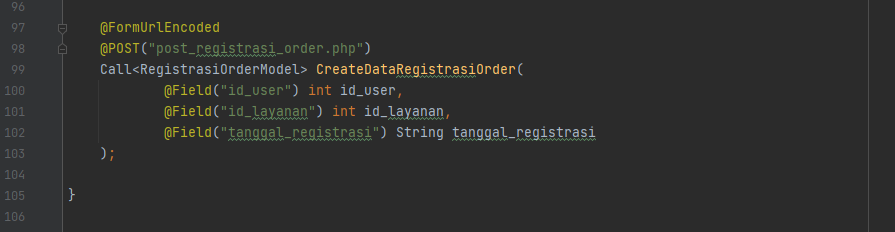 96
97 @FormUrlEncoded
98 @POST("post_registrasi_order.php")
99 Call<RegistrasiOrderModel> CreateDataRegistrasiOrder(
100 @Field("id_user") int id_user,
101 @Field("id_layanan") int id_layanan,
102 @Field("tanggal_registrasi") String tanggal_registrasi
103 );
104
105 }
106